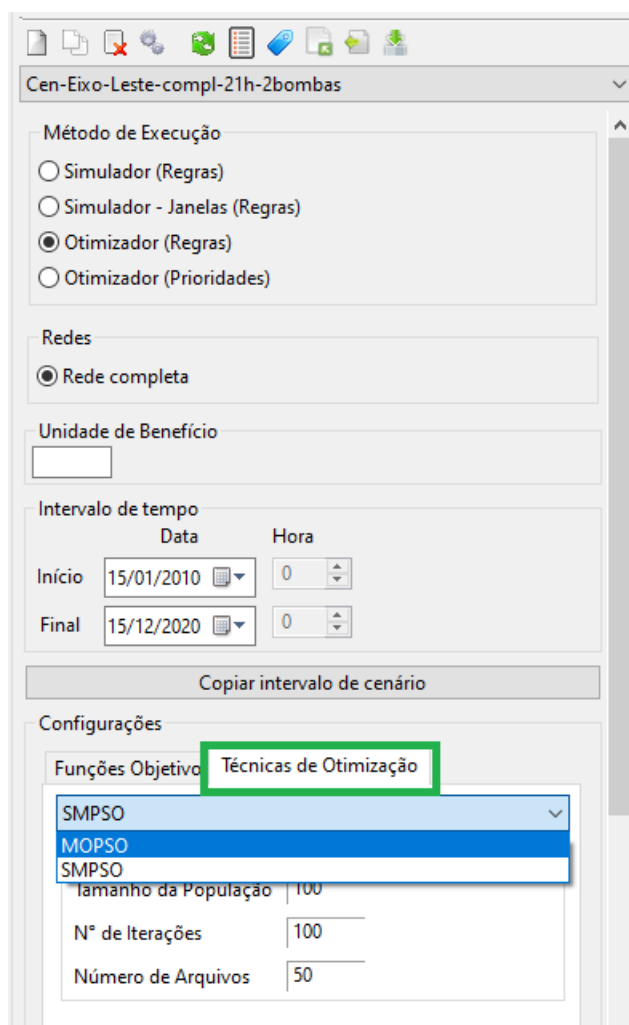 Cen-Eixo-Leste-compl-21h-2bombas
Método de Execução
Simulador (Regras)
Simulador - Janelas (Regras)
Otimizador (Regras)
Otimizador (Prioridades)
Redes
Rede completa
Unidade de Benefício
Intervalo de tempo
Data Hora
Início 15/01/2010 0
Final 15/12/2020 0
Copiar intervalo de cenário
Configurações
Funções Objetivo Técnicas de Otimização
SMPSO
MOPSO
SMPSO
Tamanho da População 100
N° de Iterações 100
Número de Arquivos 50